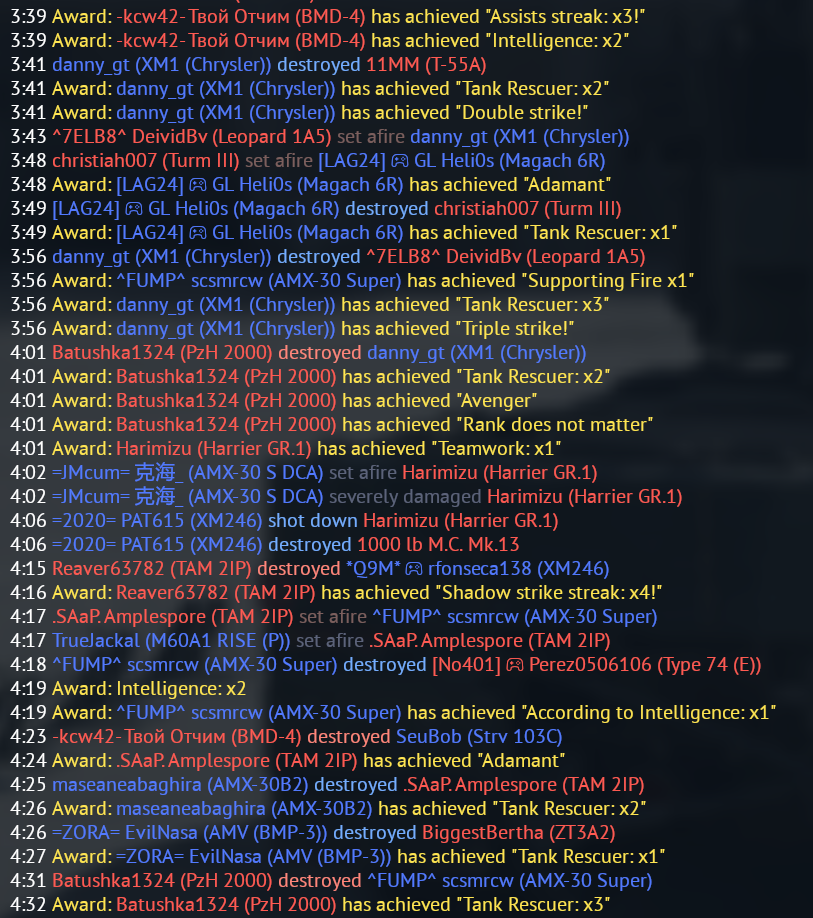 3:39 Award: -kcw42- Твой Отчим (BMD-4) has achieved "Assists streak: x3!"
3:39 Award: -kcw42- Твой Отчим (BMD-4) has achieved "Intelligence: x2"
3:41 danny_gt (XM1 (Chrysler)) destroyed 11MM (T-55A)
3:41 Award: danny_gt (XM1 (Chrysler)) has achieved "Tank Rescuer: x2"
3:41 Award: danny_gt (XM1 (Chrysler)) has achieved "Double strike!"
3:43 ^7ELB8^ DeividBv (Leopard 1A5) set afire danny_gt (XM1 (Chrysler))
3:48 christiah007 (Turm III) set afire [LAG24] 🎮 GL Heli0s (Magach 6R)
3:48 Award: [LAG24] 🎮 GL Heli0s (Magach 6R) has achieved "Adamant"
3:49 [LAG24] 🎮 GL Heli0s (Magach 6R) destroyed christiah007 (Turm III)
3:49 Award: [LAG24] 🎮 GL Heli0s (Magach 6R) has achieved "Tank Rescuer: x1"
3:56 danny_gt (XM1 (Chrysler)) destroyed ^7ELB8^ DeividBv (Leopard 1A5)
3:56 Award: ^FUMP^ scsmrcw (AMX-30 Super) has achieved "Supporting Fire x1"
3:56 Award: danny_gt (XM1 (Chrysler)) has achieved "Tank Rescuer: x3"
3:56 Award: danny_gt (XM1 (Chrysler)) has achieved "Triple strike!"
4:01 Batushka1324 (PzH 2000) destroyed danny_gt (XM1 (Chrysler))
4:01 Award: Batushka1324 (PzH 2000) has achieved "Tank Rescuer: x2"
4:01 Award: Batushka1324 (PzH 2000) has achieved "Avenger"
4:01 Award: Batushka1324 (PzH 2000) has achieved "Rank does not matter"
4:01 Award: Harimizu (Harrier GR.1) has achieved "Teamwork: x1"
4:02 =JMcum= 克海_ (AMX-30 S DCA) set afire Harimizu (Harrier GR.1)
4:02 =JMcum= 克海_ (AMX-30 S DCA) severely damaged Harimizu (Harrier GR.1)
4:06 =2020= PAT615 (XM246) shot down Harimizu (Harrier GR.1)
4:06 =2020= PAT615 (XM246) destroyed 1000 lb M.C. Mk.13
4:15 Reaver63782 (TAM 2IP) destroyed *Q9M* 🎮 rfonseca138 (XM246)
4:16 Award: Reaver63782 (TAM 2IP) has achieved "Shadow strike streak: x4!"
4:17 .SAaP. Amplespore (TAM 2IP) set afire ^FUMP^ scsmrcw (AMX-30 Super)
4:17 TrueJackal (M60A1 RISE (P)) set afire .SAaP. Amplespore (TAM 2IP)
4:18 ^FUMP^ scsmrcw (AMX-30 Super) destroyed [No401] 🎮 Perez0506106 (Type 74 (E))
4:19 Award: Intelligence: x2
4:19 Award: ^FUMP^ scsmrcw (AMX-30 Super) has achieved "According to Intelligence: x1"
4:23 -kcw42- Твой Отчим (BMD-4) destroyed SeuBob (Strv 103C)
4:24 Award: .SAaP. Amplespore (TAM 2IP) has achieved "Adamant"
4:25 maseaneabaghira (AMX-30B2) destroyed .SAaP. Amplespore (TAM 2IP)
4:26 Award: maseaneabaghira (AMX-30B2) has achieved "Tank Rescuer: x2"
4:26 =ZORA= EvilNasa (AMV (BMP-3)) destroyed BiggestBertha (ZT3A2)
4:27 Award: =ZORA= EvilNasa (AMV (BMP-3)) has achieved "Tank Rescuer: x1"
4:31 Batushka1324 (PzH 2000) destroyed ^FUMP^ scsmrcw (AMX-30 Super)
4:32 Award: Batushka1324 (PzH 2000) has achieved "Tank Rescuer: x3"